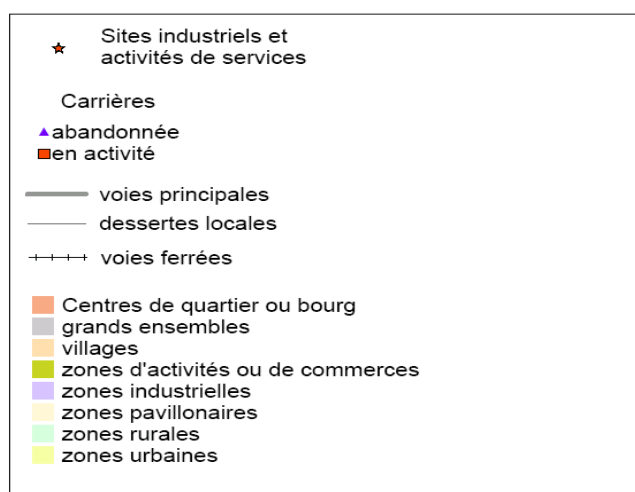 Sites industriels et
activités de services
Carrières
abandonnée
en activité
voies principales
dessertes locales
voies ferrées
Centres de quartier ou bourg
grands ensembles
villages
zones d'activités ou de commerces
zones industrielles
zones pavillonaires
zones rurales
zones urbaines